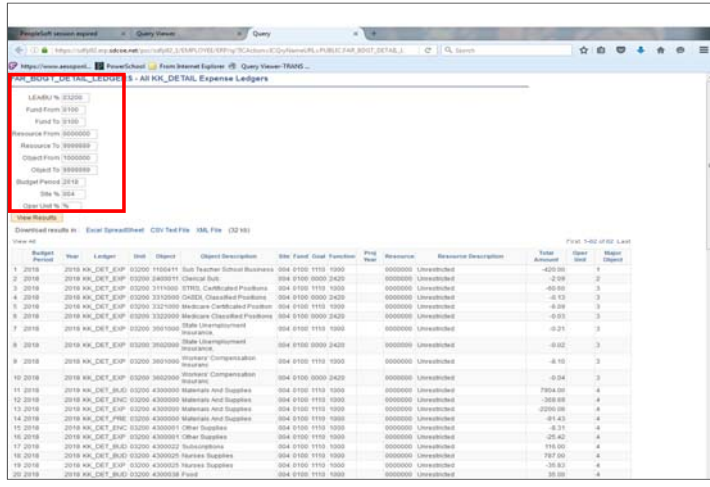 PeopleSoft session expired × Query Viewer × Query × +
Search
https://www.aesoponl... PowerSchool From Internet Explorer Query Viewer-TRANS ...
FAR_BDGT_DETAIL_LEDGERS - All KK_DETAIL Expense Ledgers
LEA/BU % 03200
Fund From 0100
Fund To 0100
Resource From 0000000
Resource To 9999999
Object From 1000000
Object To 9999999
Budget Period 2018
Site % 004
Oper Unit % %
View Results
Download results in : Excel SpreadSheet CSV Text File XML File (32 kb)
View All First 1-62 of 62 Last
Budget Period Year Ledger Unit Object Object Description Site Fund Goal Function Proj Year Resource Resource Description Total Amount Oper Unit Major Object
1 2018 2018 KK_DET_EXP 03200 1100411 Sub Teacher School Business 004 0100 1110 1000 0000000 Unrestricted -420.00 1
2 2018 2018 KK_DET_EXP 03200 2400011 Clerical Sub 004 0100 0000 2420 0000000 Unrestricted -2.09 2
3 2018 2018 KK_DET_EXP 03200 3111000 STRS, Certificated Positions 004 0100 1110 1000 0000000 Unrestricted -60.60 3
4 2018 2018 KK_DET_EXP 03200 3312000 OASDI, Classified Positions 004 0100 0000 2420 0000000 Unrestricted -0.13 3
5 2018 2018 KK_DET_EXP 03200 3321000 Medicare Certificated Position 004 0100 1110 1000 0000000 Unrestricted -6.09 3
6 2018 2018 KK_DET_EXP 03200 3322000 Medicare Classified Positions 004 0100 0000 2420 0000000 Unrestricted -0.03 3
7 2018 2018 KK_DET_EXP 03200 3501000 State Unemployment Insurance, 004 0100 1110 1000 0000000 Unrestricted -0.21 3
8 2018 2018 KK_DET_EXP 03200 3502000 State Unemployment Insurance, 004 0100 0000 2420 0000000 Unrestricted -0.02 3
9 2018 2018 KK_DET_EXP 03200 3601000 Workers' Compensation Insuranc 004 0100 1110 1000 0000000 Unrestricted -8.10 3
10 2018 2018 KK_DET_EXP 03200 3602000 Workers' Compensation Insuranc 004 0100 0000 2420 0000000 Unrestricted -0.04 3
11 2018 2018 KK_DET_BUD 03200 4300000 Materials And Supplies 004 0100 1110 1000 0000000 Unrestricted 7904.00 4
12 2018 2018 KK_DET_ENC 03200 4300000 Materials And Supplies 004 0100 1110 1000 0000000 Unrestricted -388.68 4
13 2018 2018 KK_DET_EXP 03200 4300000 Materials And Supplies 004 0100 1110 1000 0000000 Unrestricted -2200.08 4
14 2018 2018 KK_DET_PRE 03200 4300000 Materials And Supplies 004 0100 1110 1000 0000000 Unrestricted -91.43 4
15 2018 2018 KK_DET_ENC 03200 4300001 Other Supplies 004 0100 1110 1000 0000000 Unrestricted -8.31 4
16 2018 2018 KK_DET_EXP 03200 4300001 Other Supplies 004 0100 1110 1000 0000000 Unrestricted -25.42 4
17 2018 2018 KK_DET_BUD 03200 4300022 Subscriptions 004 0100 1110 1000 0000000 Unrestricted 116.00 4
18 2018 2018 KK_DET_BUD 03200 4300025 Nurses Supplies 004 0100 1110 1000 0000000 Unrestricted 787.00 4
19 2018 2018 KK_DET_EXP 03200 4300025 Nurses Supplies 004 0100 1110 1000 0000000 Unrestricted -35.83 4
20 2018 2018 KK_DET_BUD 03200 4300038 Food 004 0100 1110 1000 0000000 Unrestricted 35.00 4